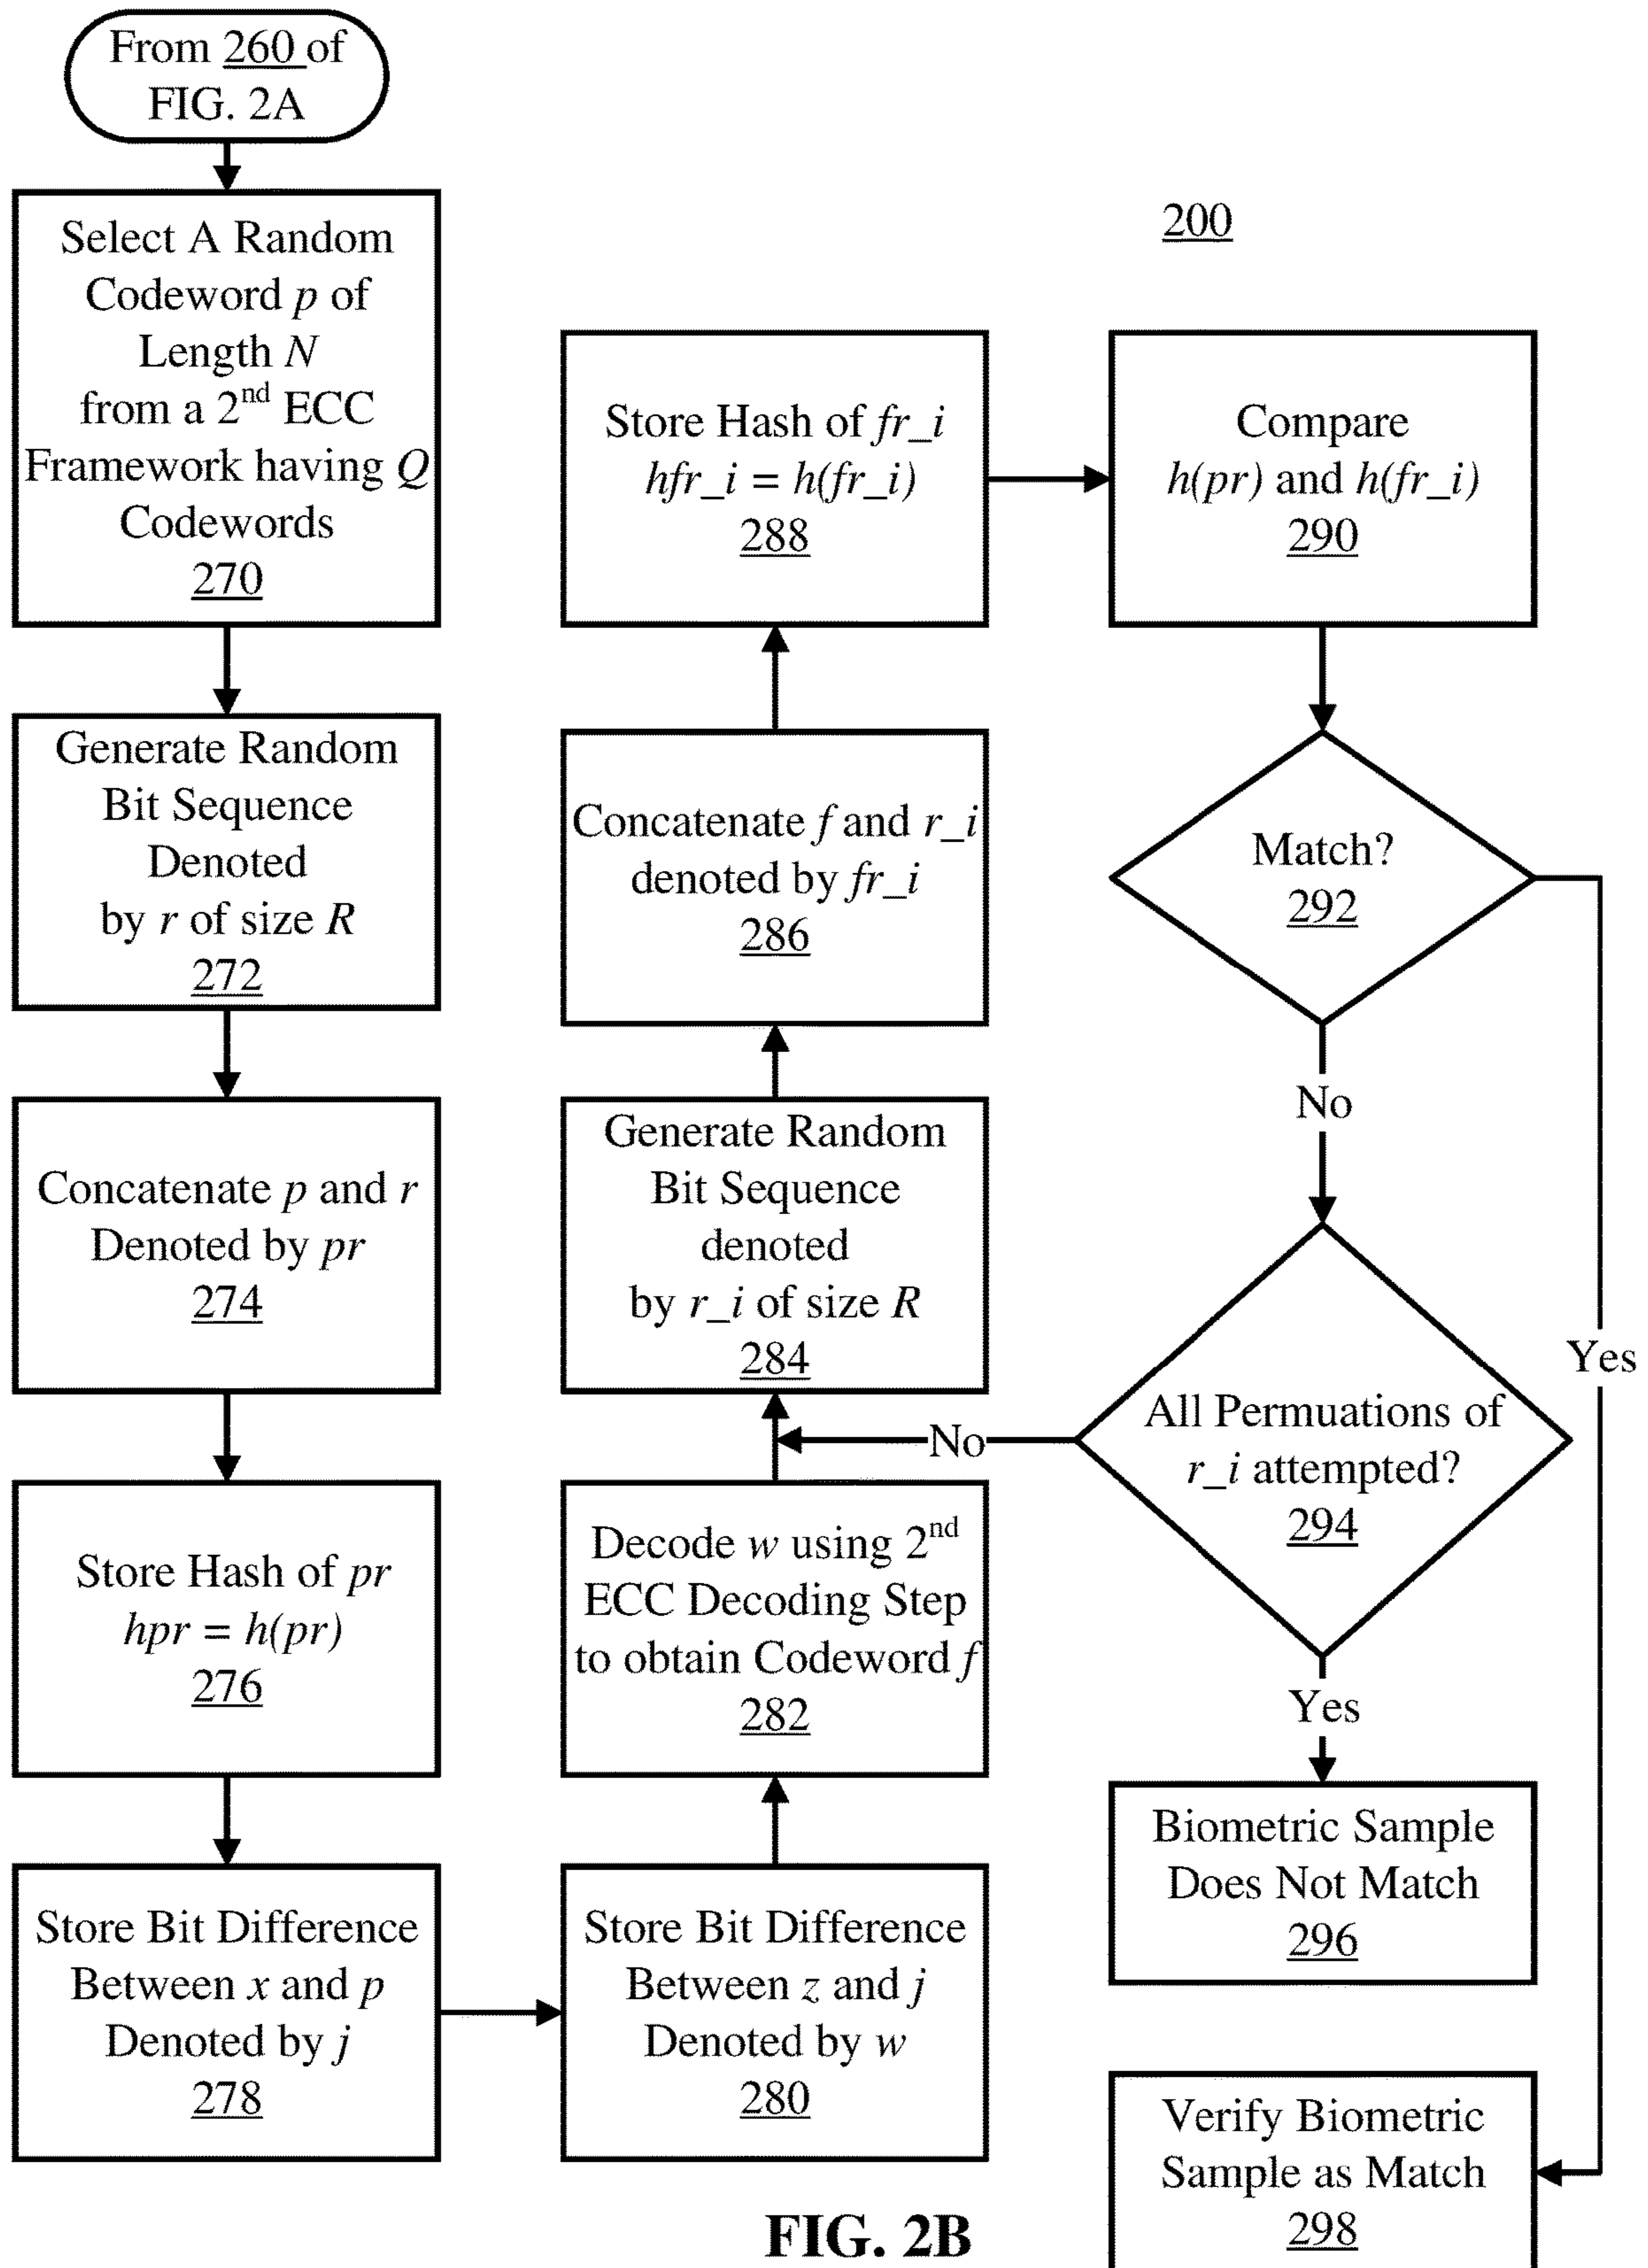 From 260 of
FIG. 2A
Select A Random
Codeword p of
Length N
from a 2nd ECC
Framework having Q
Codewords
270
Generate Random
Bit Sequence
Denoted
by r of size R
272
Concatenate p and r
Denoted by pr
274
Store Hash of pr
hpr = h(pr)
276
Store Bit Difference
Between x and p
Denoted by j
278
Store Bit Difference
Between z and j
Denoted by w
280
Decode w using 2nd
ECC Decoding Step
to obtain Codeword f
282
Generate Random
Bit Sequence
denoted
by r_i of size R
284
Concatenate f and r_i
denoted by fr_i
286
Store Hash of fr_i
hfr_i = h(fr_i)
288
200
Compare
h(pr) and h(fr_i)
290
Match?
292
No
Yes
All Permuations of
r_i attempted?
294
No
Yes
Biometric Sample
Does Not Match
296
Verify Biometric
Sample as Match
298
FIG. 2B